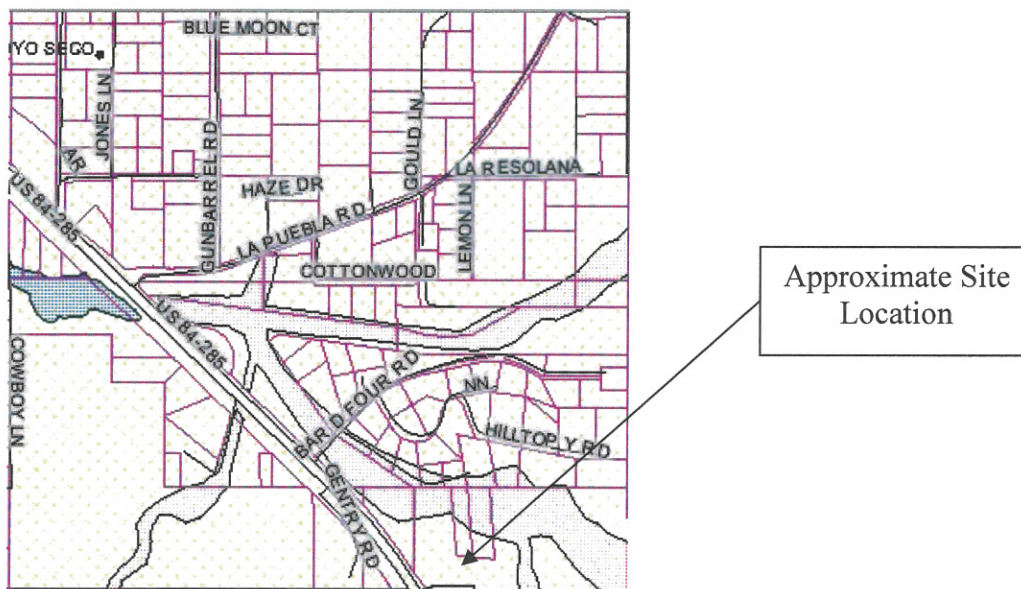 BLUE MOON CT
YO SECO
JONES LN
GUNBARREL RD
GOULD LN
AR
LA RESOLANA
HAZE DR
US 84-285
LA PUEBLA RD
LEMON LN
COTTONWOOD
US 84-285
COWBOY LN
BAR D FOUR RD
NN
HILLTOP Y RD
GENTRY RD
Approximate Site
Location